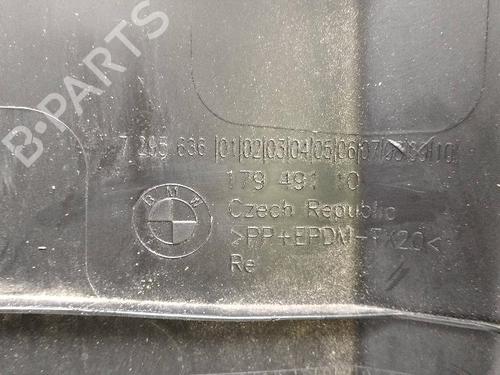 B-PARTS
7 295 636 |01|02|03|04|05|06|07|08|09|10|
179 491 10
BMW
Czech Republic
>PP+EPDM-TX20<
Re